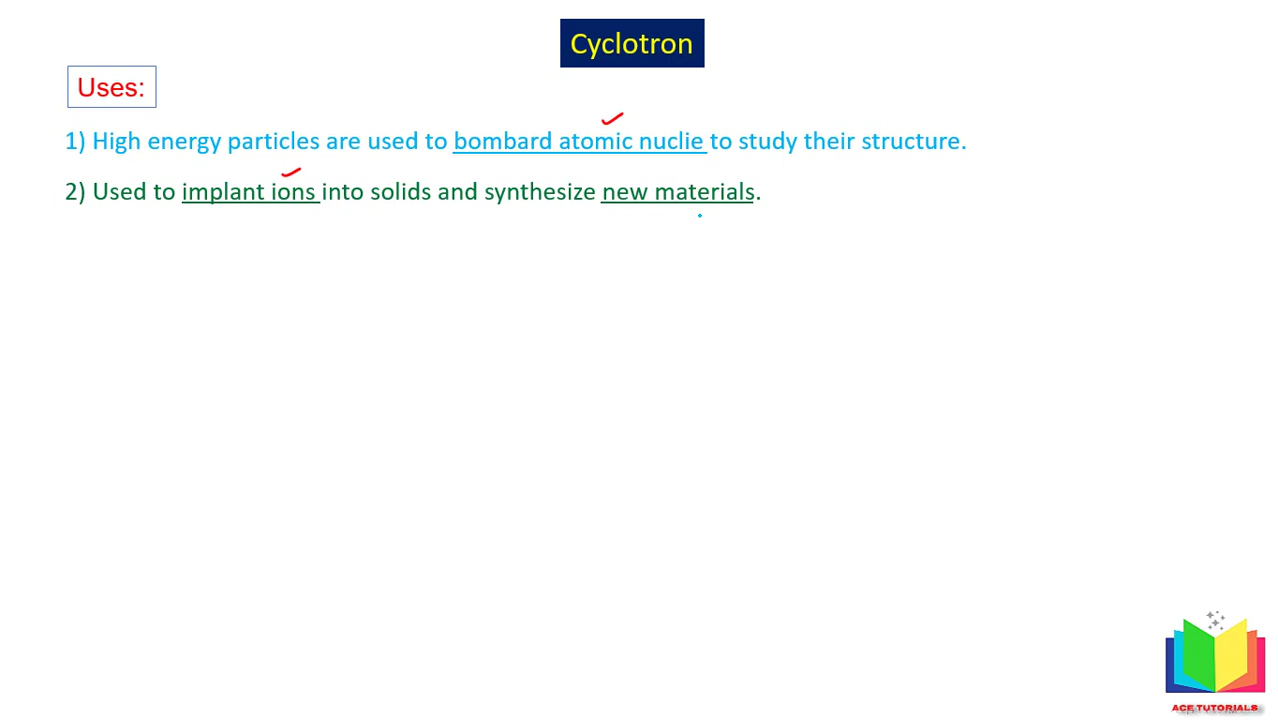 Cyclotron
Uses:
1) High energy particles are used to bombard atomic nuclie to study their structure.
2) Used to implant ions into solids and synthesize new materials.
ACE TUTORIALS